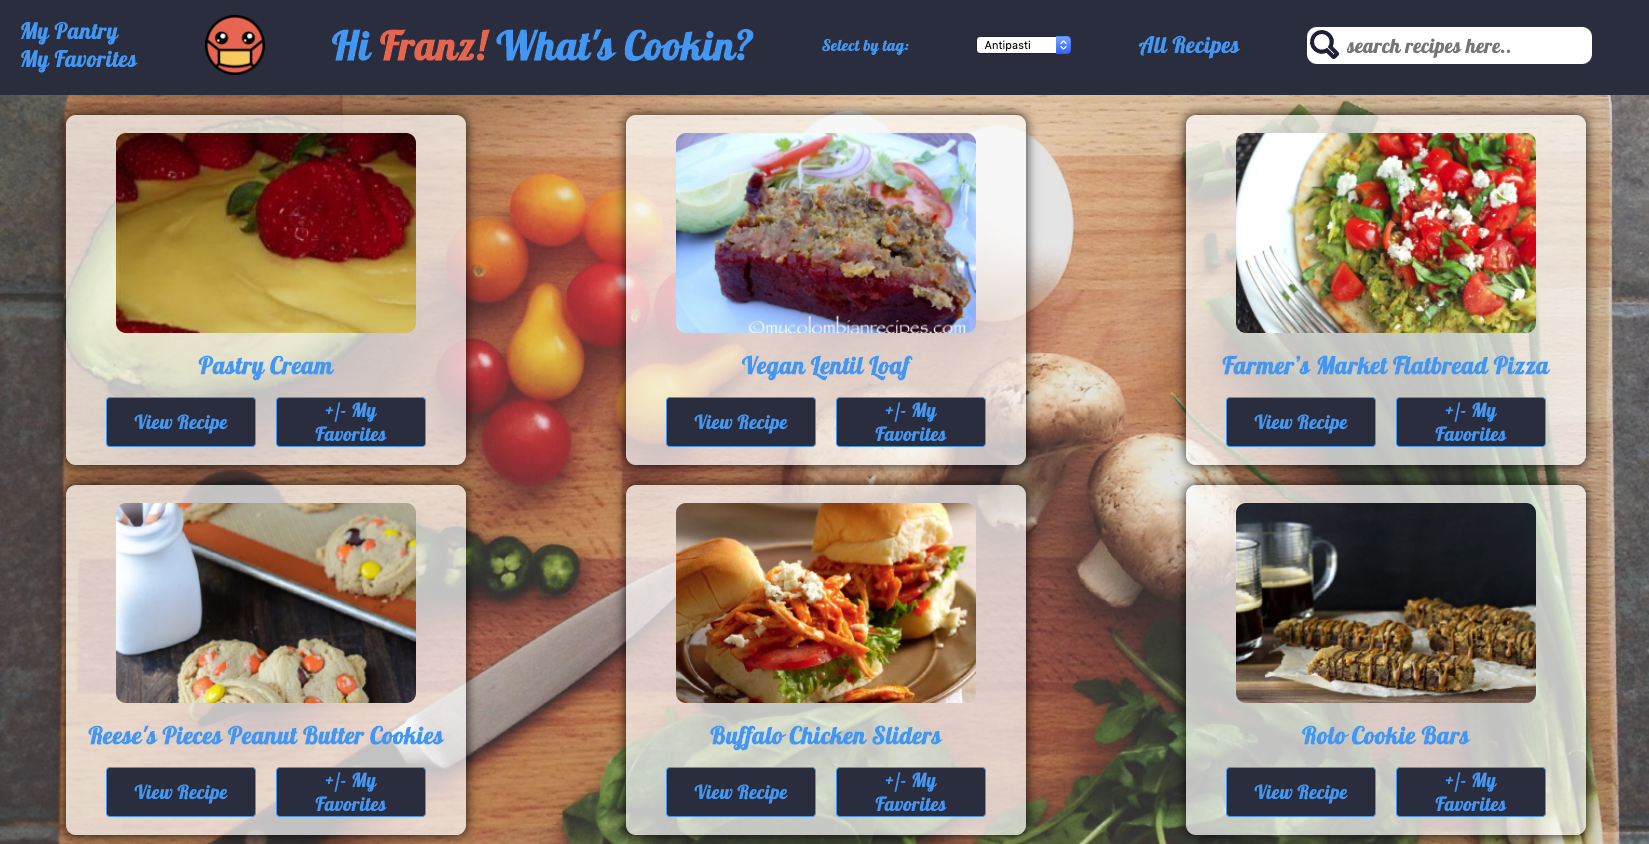 My Pantry
My Favorites
Hi Franz! What's Cookin?
Select by tag:
Antipasti
All Recipes
search recipes here..
©mycolombianrecipes.com
Pastry Cream
Vegan Lentil Loaf
Farmer’s Market Flatbread Pizza
View Recipe
+/- My
Favorites
View Recipe
+/- My
Favorites
View Recipe
+/- My
Favorites
Reese's Pieces Peanut Butter Cookies
Buffalo Chicken Sliders
Rolo Cookie Bars
View Recipe
+/- My
Favorites
View Recipe
+/- My
Favorites
View Recipe
+/- My
Favorites